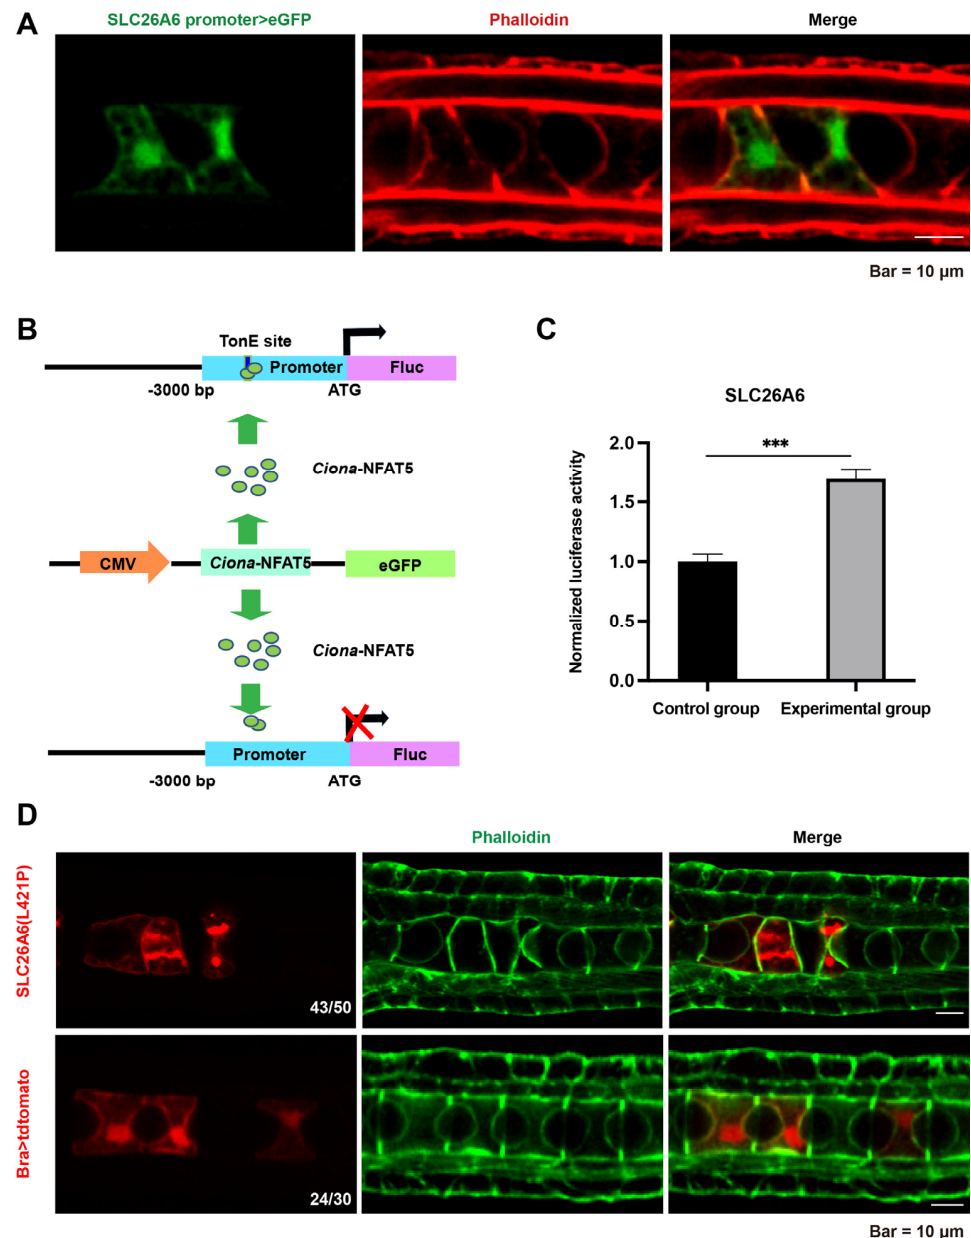 A
SLC26A6 promoter>eGFP
Phalloidin
Merge
Bar = 10 µm
B
TonE site
Promoter
Fluc
-3000 bp
ATG
Ciona-NFAT5
CMV
Ciona-NFAT5
eGFP
Ciona-NFAT5
Promoter
Fluc
-3000 bp
ATG
C
SLC26A6
***
Normalized luciferase activity
2.0
1.5
1.0
0.5
0.0
Control group
Experimental group
D
Phalloidin
Merge
SLC26A6(L421P)
43/50
Bra>tdtomato
24/30
Bar = 10 µm